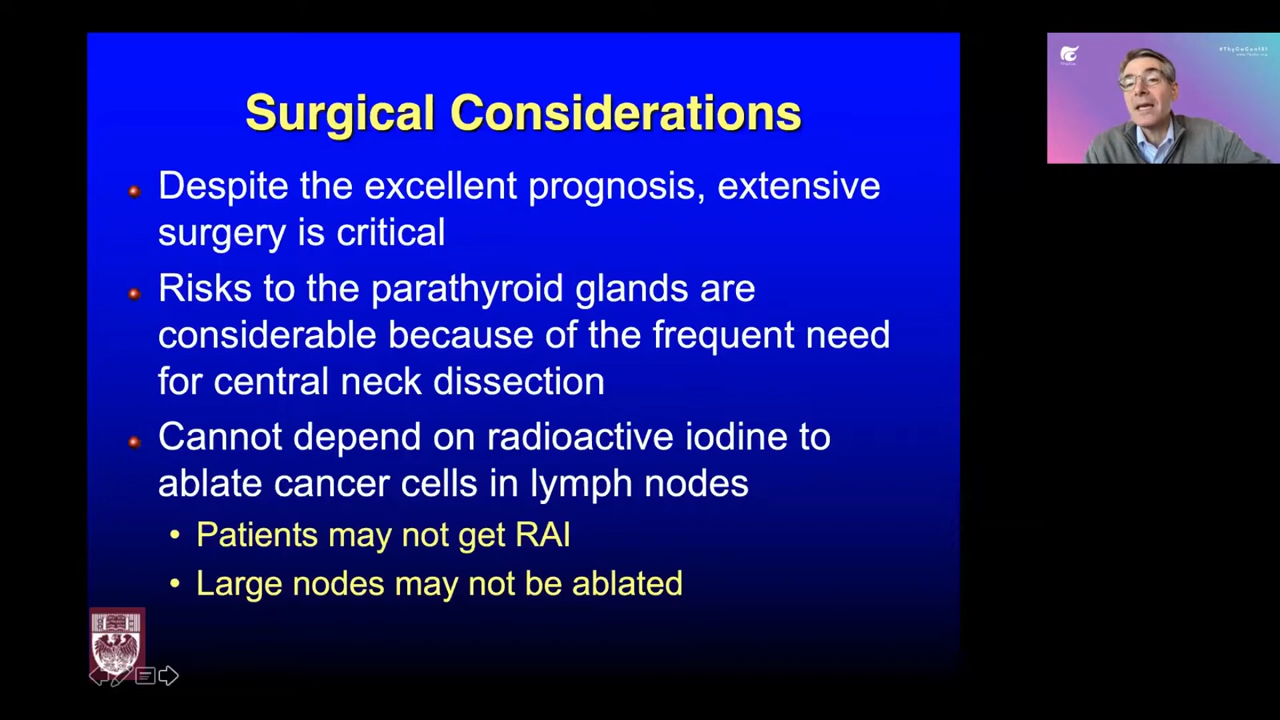 Surgical Considerations
Despite the excellent prognosis, extensive
surgery is critical
Risks to the parathyroid glands are
considerable because of the frequent need
for central neck dissection
Cannot depend on radioactive iodine to
ablate cancer cells in lymph nodes
• Patients may not get RAI
• Large nodes may not be ablated